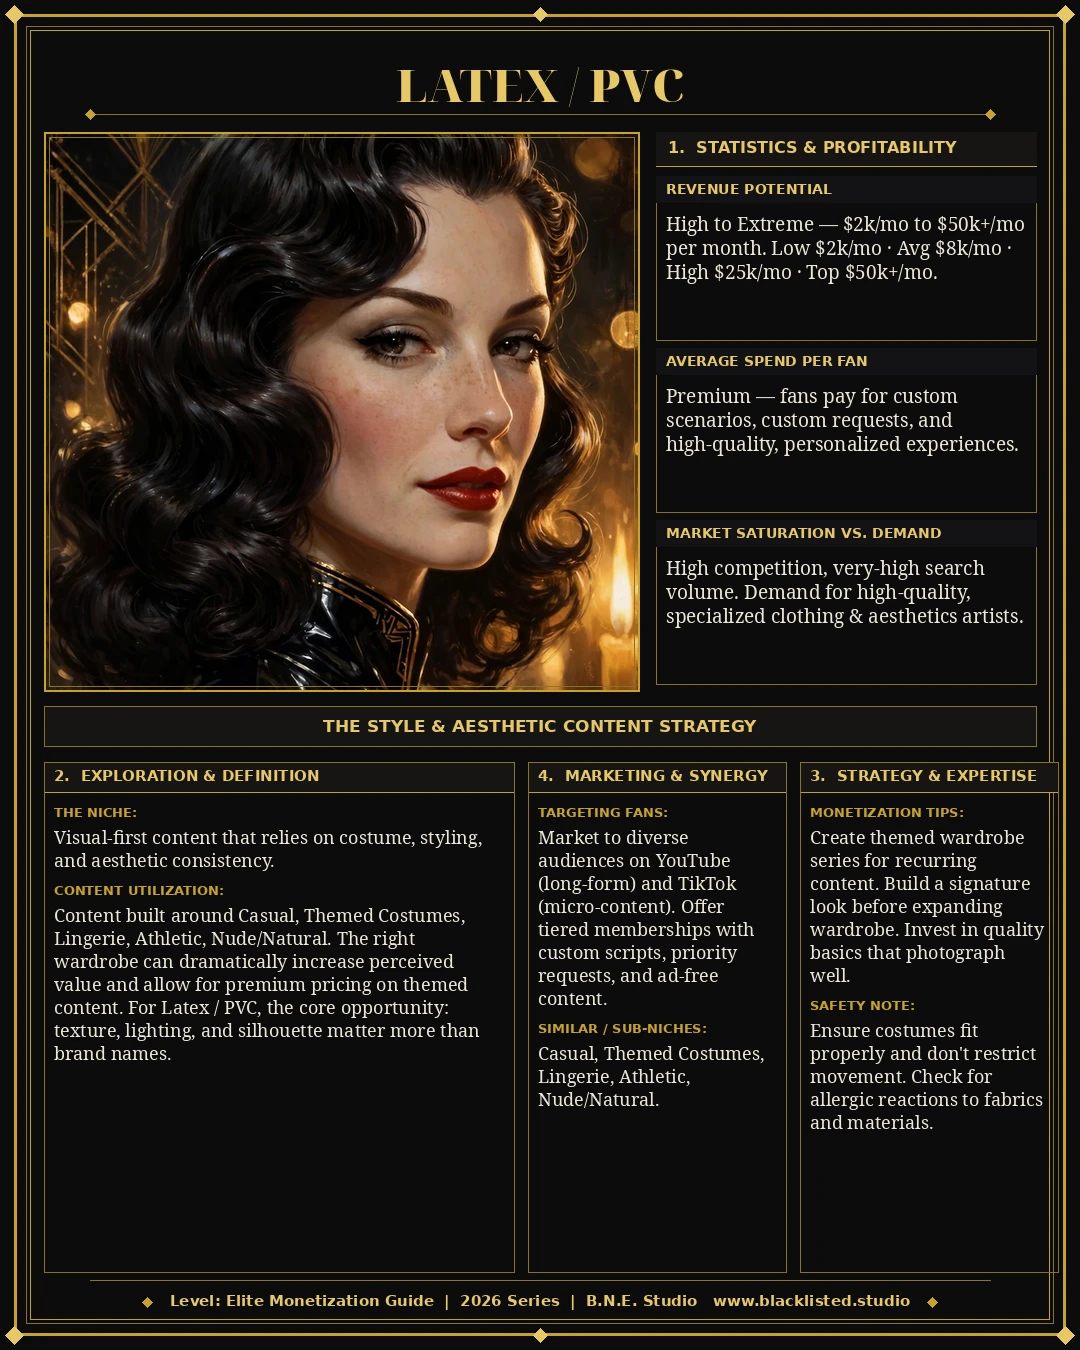 LATEX / PVC
1. STATISTICS & PROFITABILITY
REVENUE POTENTIAL
High to Extreme — $2k/mo to $50k+/mo
per month. Low $2k/mo · Avg $8k/mo ·
High $25k/mo · Top $50k+/mo.
AVERAGE SPEND PER FAN
Premium — fans pay for custom
scenarios, custom requests, and
high-quality, personalized experiences.
MARKET SATURATION VS. DEMAND
High competition, very-high search
volume. Demand for high-quality,
specialized clothing & aesthetics artists.
THE STYLE & AESTHETIC CONTENT STRATEGY
2. EXPLORATION & DEFINITION
THE NICHE:
Visual-first content that relies on costume, styling,
and aesthetic consistency.
CONTENT UTILIZATION:
Content built around Casual, Themed Costumes,
Lingerie, Athletic, Nude/Natural. The right
wardrobe can dramatically increase perceived
value and allow for premium pricing on themed
content. For Latex / PVC, the core opportunity:
texture, lighting, and silhouette matter more than
brand names.
4. MARKETING & SYNERGY
TARGETING FANS:
Market to diverse
audiences on YouTube
(long-form) and TikTok
(micro-content). Offer
tiered memberships with
custom scripts, priority
requests, and ad-free
content.
SIMILAR / SUB-NICHES:
Casual, Themed Costumes,
Lingerie, Athletic,
Nude/Natural.
3. STRATEGY & EXPERTISE
MONETIZATION TIPS:
Create themed wardrobe
series for recurring
content. Build a signature
look before expanding
wardrobe. Invest in quality
basics that photograph
well.
SAFETY NOTE:
Ensure costumes fit
properly and don't restrict
movement. Check for
allergic reactions to fabrics
and materials.
Level: Elite Monetization Guide | 2026 Series | B.N.E. Studio www.blacklisted.studio